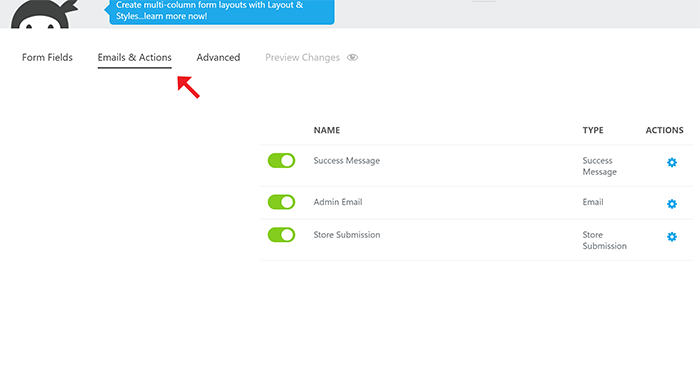 Create multi-column form layouts with Layout &
Styles...learn more now!
Form Fields Emails & Actions Advanced Preview Changes
NAME TYPE ACTIONS
Success Message Success
Message
Admin Email Email
Store Submission Store
Submission